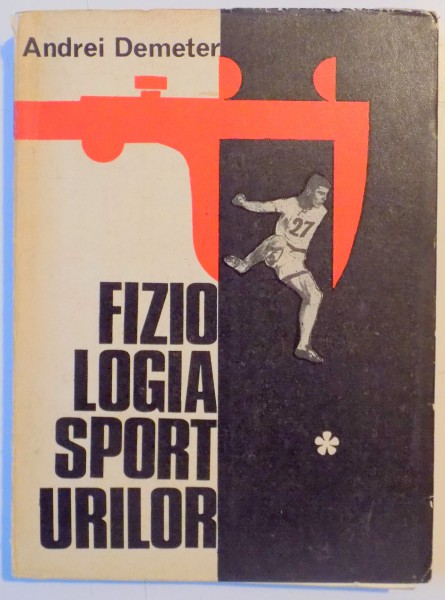 Andrei Demeter
27
FIZIO
LOGIA
SPORT
URILOR
*